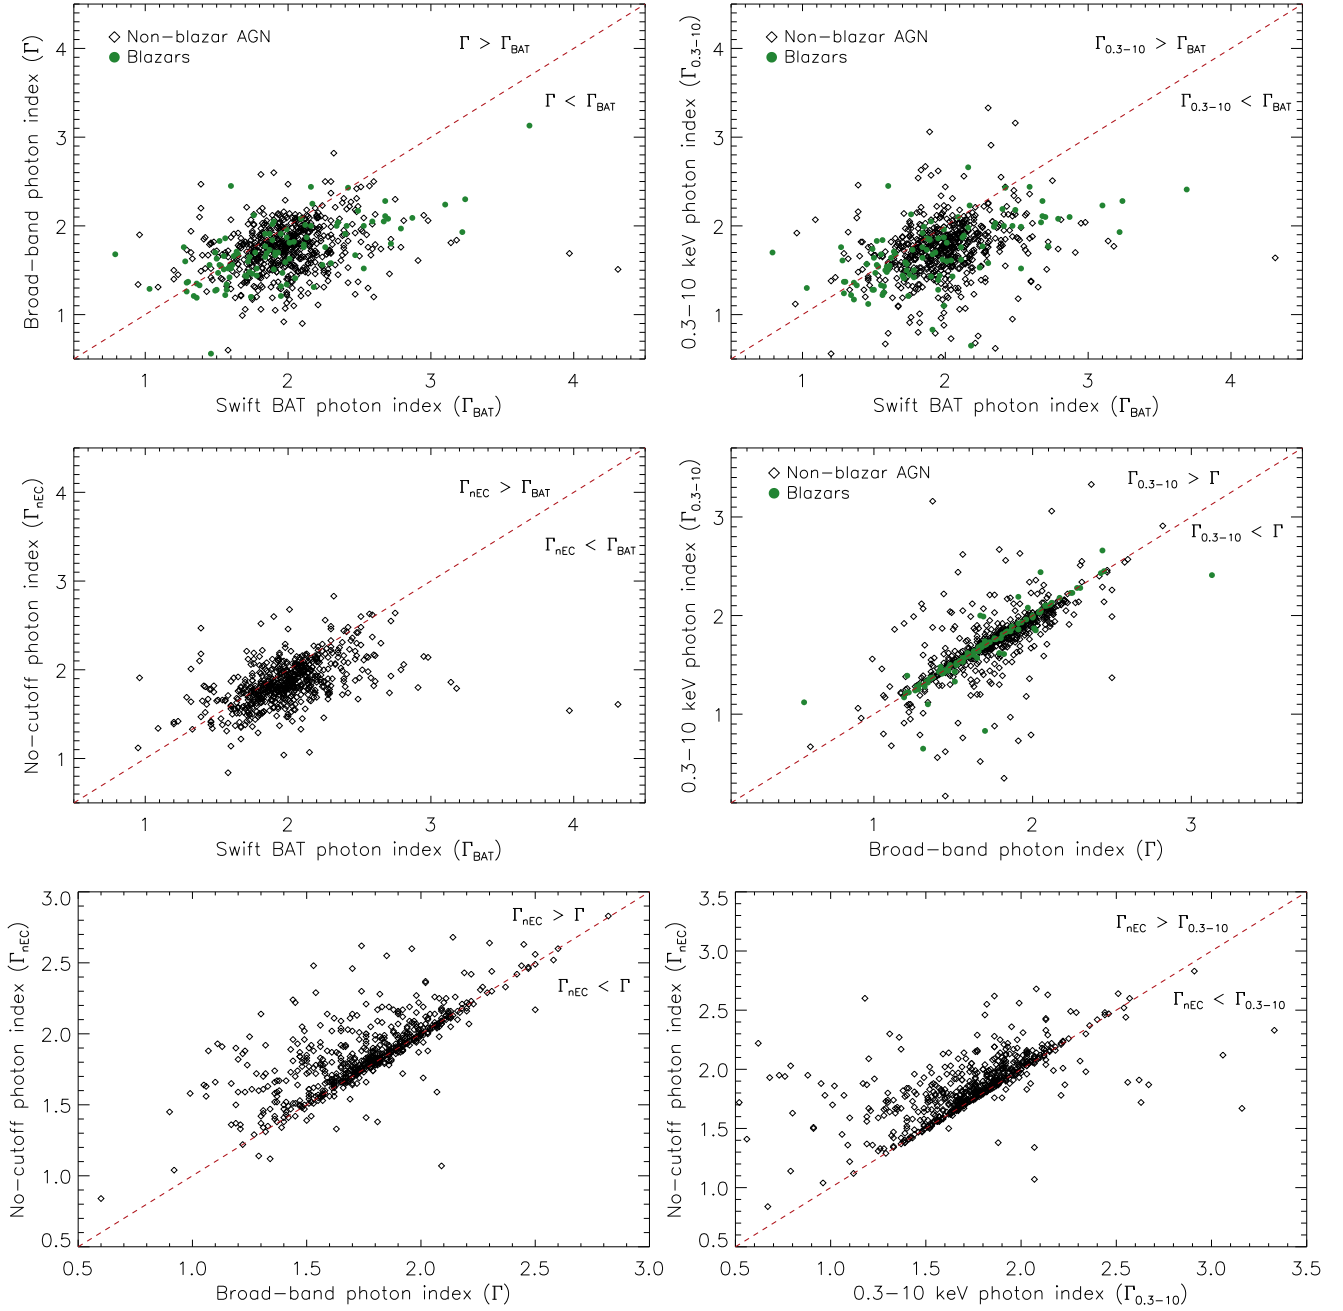 Non-blazar AGN
Blazars
Γ > Γ_BAT
Γ < Γ_BAT
Broad-band photon index (Γ)
4
3
2
1
1 2 3 4
Swift BAT photon index (Γ_BAT)
Non-blazar AGN
Blazars
Γ_0.3-10 > Γ_BAT
Γ_0.3-10 < Γ_BAT
0.3-10 keV photon index (Γ_0.3-10)
4
3
2
1
1 2 3 4
Swift BAT photon index (Γ_BAT)
Γ_nEC > Γ_BAT
Γ_nEC < Γ_BAT
No-cutoff photon index (Γ_nEC)
4
3
2
1
1 2 3 4
Swift BAT photon index (Γ_BAT)
Non-blazar AGN
Blazars
Γ_0.3-10 > Γ
Γ_0.3-10 < Γ
0.3-10 keV photon index (Γ_0.3-10)
3
2
1
1 2 3
Broad-band photon index (Γ)
Γ_nEC > Γ
Γ_nEC < Γ
No-cutoff photon index (Γ_nEC)
3.0
2.5
2.0
1.5
1.0
0.5
0.5 1.0 1.5 2.0 2.5 3.0
Broad-band photon index (Γ)
Γ_nEC > Γ_0.3-10
Γ_nEC < Γ_0.3-10
No-cutoff photon index (Γ_nEC)
3.5
3.0
2.5
2.0
1.5
1.0
0.5
0.5 1.0 1.5 2.0 2.5 3.0 3.5
0.3-10 keV photon index (Γ_0.3-10)